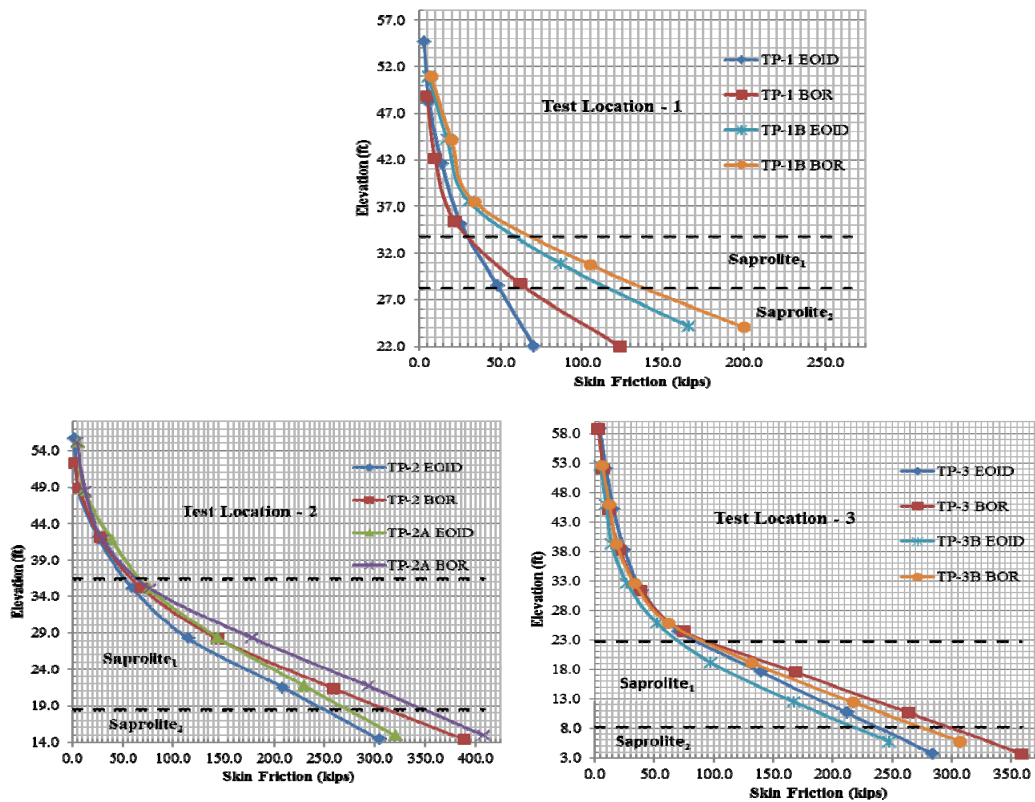 57.0
52.0
47.0
42.0
37.0
32.0
27.0
22.0
Elevation (ft)
0.0 50.0 100.0 150.0 200.0 250.0
Skin Friction (kips)
Test Location - 1
TP-1 EOID
TP-1 BOR
TP-1B EOID
TP-1B BOR
Saprolite₁
Saprolite₂
54.0
49.0
44.0
39.0
34.0
29.0
24.0
19.0
14.0
Elevation (ft)
0.0 50.0 100.0 150.0 200.0 250.0 300.0 350.0 400.0
Skin Friction (kips)
TP-2 EOID
TP-2 BOR
TP-2A EOID
TP-2A BOR
Test Location - 2
Saprolite₁
Saprolite₂
58.0
53.0
48.0
43.0
38.0
33.0
28.0
23.0
18.0
13.0
8.0
3.0
Elevation (ft)
0.0 50.0 100.0 150.0 200.0 250.0 300.0 350.0
Skin Friction (kips)
TP-3 EOID
TP-3 BOR
TP-3B EOID
TP-3B BOR
Test Location - 3
Saprolite₁
Saprolite₂